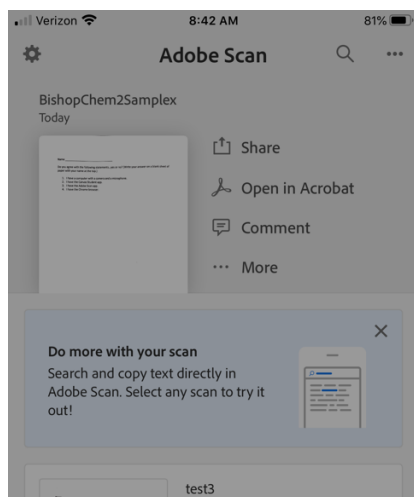 Verizon 8:42 AM 81%
Adobe Scan
BishopChem2Samplex
Today
Share
Open in Acrobat
Comment
More
Do more with your scan
Search and copy text directly in
Adobe Scan. Select any scan to try it
out!
test3